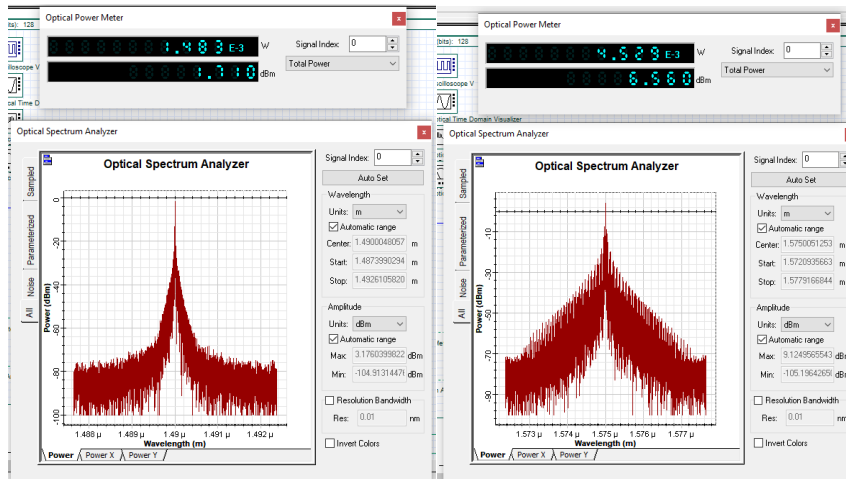 Optical Power Meter
1.483 E-3 W
Signal Index: 0
1.710 dBm
Total Power
Optical Spectrum Analyzer
Signal Index: 0
Auto Set
Wavelength
Units: m
Automatic range
Center: 1.4900048057 m
Start: 1.4873990294 m
Stop: 1.4926105820 m
Amplitude
Units: dBm
Automatic range
Max: 3.1760399822 dBm
Min: -104.9131447 dBm
Resolution Bandwidth
Res: 0.01 nm
Invert Colors
Sampled
Parameterized
Noise
All
Optical Spectrum Analyzer
Power (dBm)
0
-20
-40
-60
-80
-100
1.488 µ 1.489 µ 1.49 µ 1.491 µ 1.492 µ
Wavelength (m)
Power Power X Power Y
(bits): 128
Optical Power Meter
4.529 E-3 W
Signal Index: 0
6.560 dBm
Total Power
Optical Time Domain Visualizer
Optical Spectrum Analyzer
Signal Index: 0
Auto Set
Wavelength
Units: m
Automatic range
Center: 1.5750051253 m
Start: 1.5720935663 m
Stop: 1.5779166844 m
Amplitude
Units: dBm
Automatic range
Max: 9.1249565543 dBm
Min: -105.1964265 dBm
Resolution Bandwidth
Res: 0.01 nm
Invert Colors
Sampled
Parameterized
Noise
All
Optical Spectrum Analyzer
Power (dBm)
-10
-30
-50
-70
-90
1.573 µ 1.574 µ 1.575 µ 1.576 µ 1.577 µ
Wavelength (m)
Power Power X Power Y